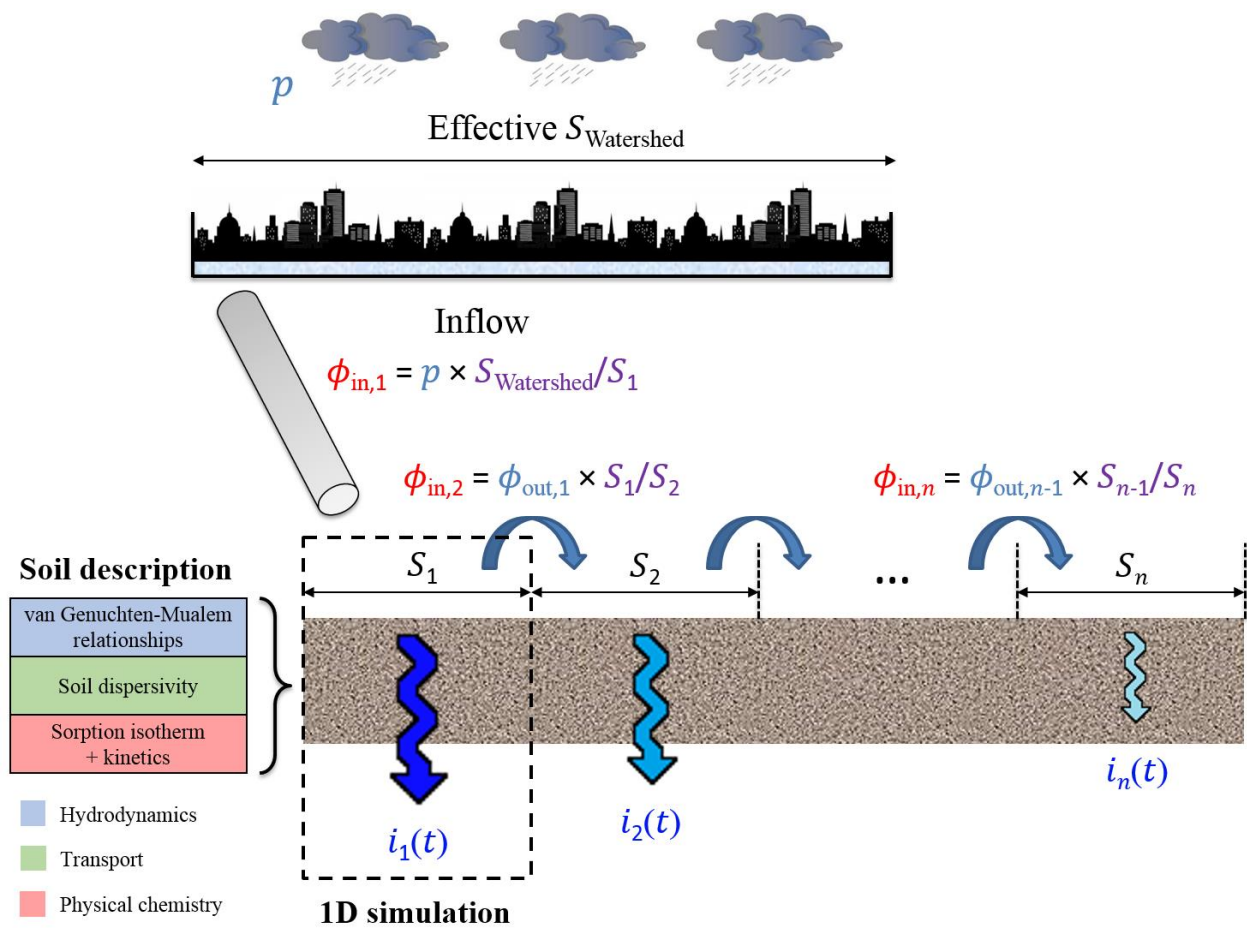 p
Effective S_Watershed
Inflow
ϕ_in,1 = p × S_Watershed/S_1
ϕ_in,2 = ϕ_out,1 × S_1/S_2
ϕ_in,n = ϕ_out,n-1 × S_n-1/S_n
Soil description
S_1
S_2
...
S_n
van Genuchten-Mualem
relationships
Soil dispersivity
Sorption isotherm
+ kinetics
i_1(t)
i_2(t)
i_n(t)
Hydrodynamics
Transport
Physical chemistry
1D simulation